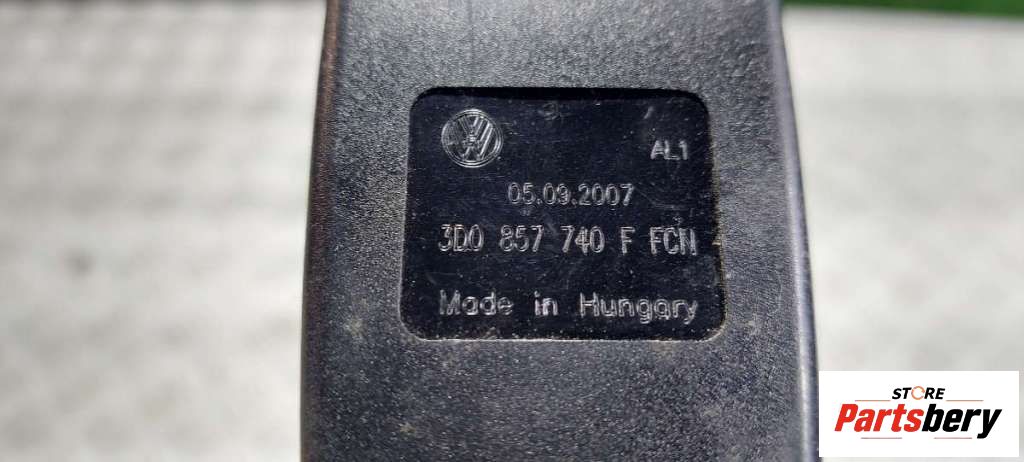 AL1
05.09.2007
3D0 857 740 F FCN
Made in Hungary
STORE
Partsbery